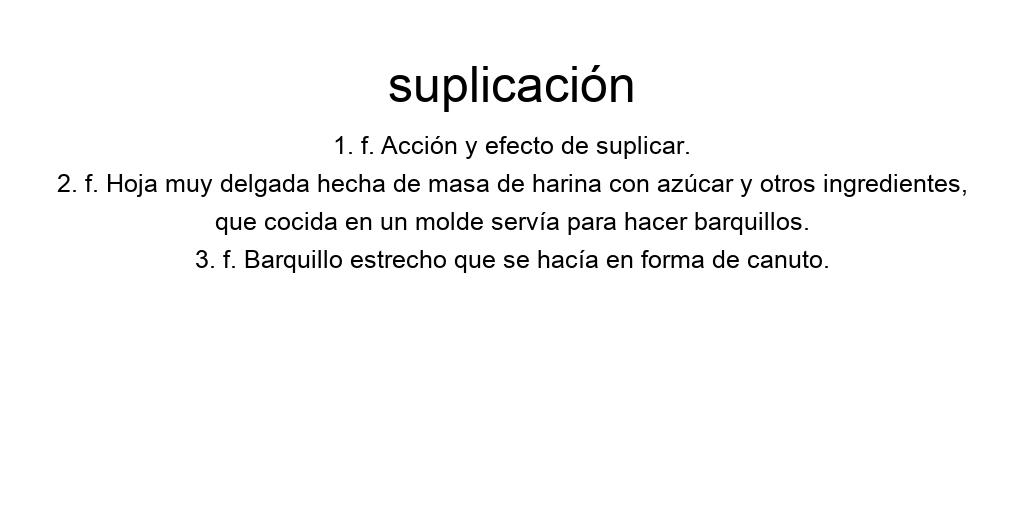 suplicación
1. f. Acción y efecto de suplicar.
2. f. Hoja muy delgada hecha de masa de harina con azúcar y otros ingredientes,
que cocida en un molde servía para hacer barquillos.
3. f. Barquillo estrecho que se hacía en forma de canuto.